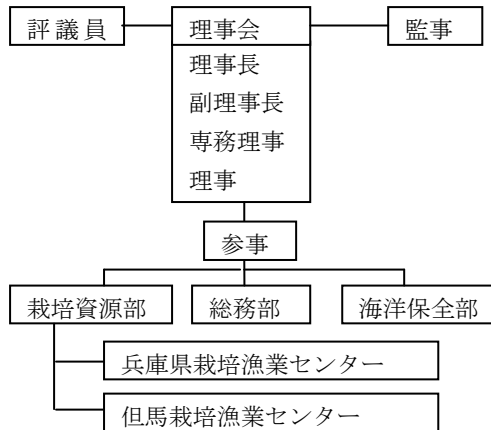 評議員
理事会
監事
理事長
副理事長
専務理事
理事
参事
栽培資源部
総務部
海洋保全部
兵庫県栽培漁業センター
但馬栽培漁業センター